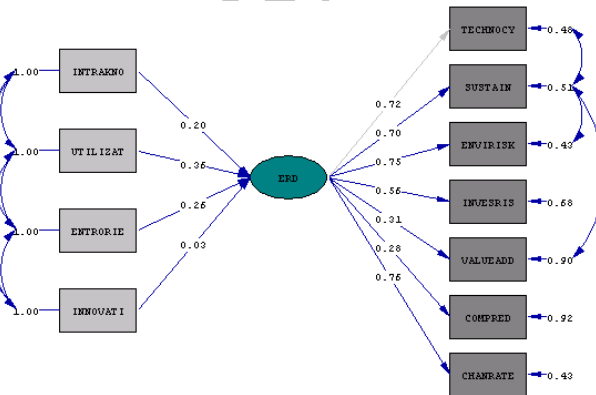 TECHNOCY
0.48
1.00
INTRAKNO
SUSTAIN
0.51
0.72
0.20
0.70
1.00
UTILIZAT
ENVIRISK
0.43
0.36
0.75
ERD
0.56
INVESRIS
0.68
0.26
0.31
1.00
ENTRORIE
0.03
0.28
VALUEADD
0.90
0.76
1.00
INNOVATI
COMPRED
0.92
CHANRATE
0.43